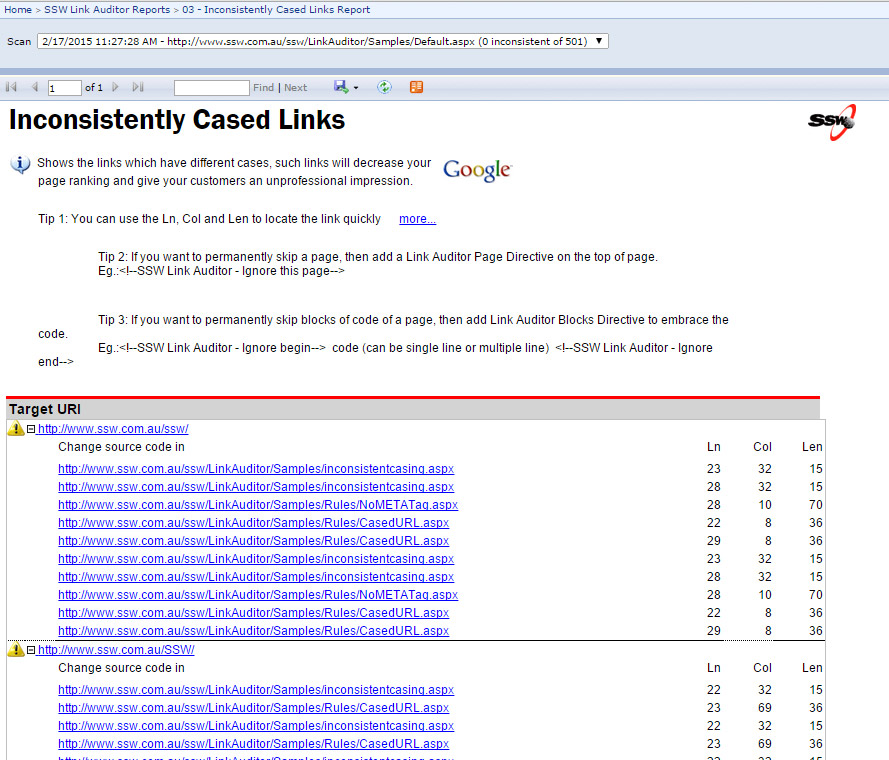 Home > SSW Link Auditor Reports > 03 - Inconsistently Cased Links Report
Scan 2/17/2015 11:27:28 AM - http://www.ssw.com.au/ssw/LinkAuditor/Samples/Default.aspx (0 inconsistent of 501)
1 of 1 Find | Next
Inconsistently Cased Links
SSW
Shows the links which have different cases, such links will decrease your
page ranking and give your customers an unprofessional impression.
Google
Tip 1: You can use the Ln, Col and Len to locate the link quickly more...
Tip 2: If you want to permanently skip a page, then add a Link Auditor Page Directive on the top of page.
Eg.:<!--SSW Link Auditor - Ignore this page-->
Tip 3: If you want to permanently skip blocks of code of a page, then add Link Auditor Blocks Directive to embrace the
code.
Eg.:<!--SSW Link Auditor - Ignore begin--> code (can be single line or multiple line) <!--SSW Link Auditor - Ignore
end-->
Target URI
http://www.ssw.com.au/ssw/
Change source code in Ln Col Len
http://www.ssw.com.au/ssw/LinkAuditor/Samples/inconsistentcasing.aspx 23 32 15
http://www.ssw.com.au/ssw/LinkAuditor/Samples/inconsistentcasing.aspx 28 32 15
http://www.ssw.com.au/ssw/LinkAuditor/Samples/Rules/NoMETATag.aspx 28 10 70
http://www.ssw.com.au/ssw/LinkAuditor/Samples/Rules/CasedURL.aspx 22 8 36
http://www.ssw.com.au/ssw/LinkAuditor/Samples/Rules/CasedURL.aspx 29 8 36
http://www.ssw.com.au/ssw/LinkAuditor/Samples/inconsistentcasing.aspx 23 32 15
http://www.ssw.com.au/ssw/LinkAuditor/Samples/inconsistentcasing.aspx 28 32 15
http://www.ssw.com.au/ssw/LinkAuditor/Samples/Rules/NoMETATag.aspx 28 10 70
http://www.ssw.com.au/ssw/LinkAuditor/Samples/Rules/CasedURL.aspx 22 8 36
http://www.ssw.com.au/ssw/LinkAuditor/Samples/Rules/CasedURL.aspx 29 8 36
http://www.ssw.com.au/SSW/
Change source code in Ln Col Len
http://www.ssw.com.au/ssw/LinkAuditor/Samples/inconsistentcasing.aspx 22 32 15
http://www.ssw.com.au/ssw/LinkAuditor/Samples/Rules/CasedURL.aspx 23 69 36
http://www.ssw.com.au/ssw/LinkAuditor/Samples/inconsistentcasing.aspx 22 32 15
http://www.ssw.com.au/ssw/LinkAuditor/Samples/Rules/CasedURL.aspx 23 69 36